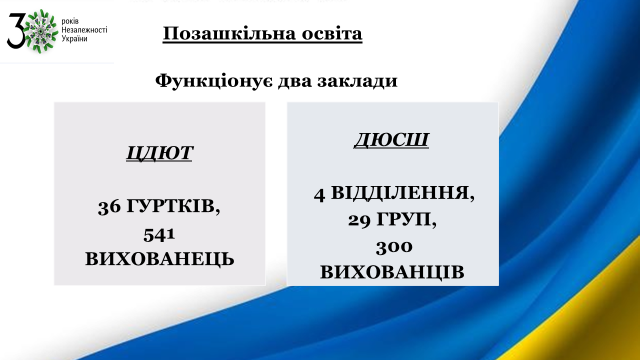 30 років
Незалежності
України
Позашкільна освіта
Функціонує два заклади
ЦДЮТ
36 ГУРТКІВ,
541
ВИХОВАНЕЦЬ
ДЮСШ
4 ВІДДІЛЕННЯ,
29 ГРУП,
300
ВИХОВАНЦІВ